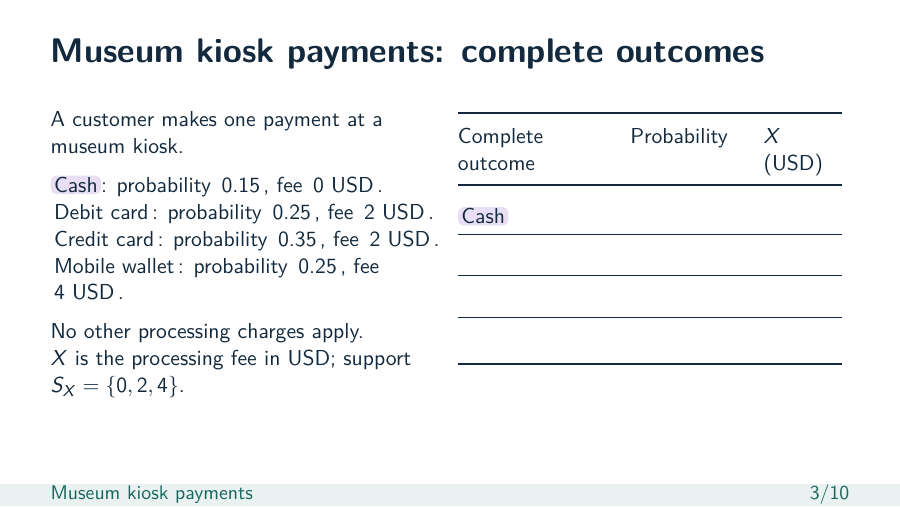 Museum kiosk payments: complete outcomes
A customer makes one payment at a
museum kiosk.
Cash: probability 0.15, fee 0 USD.
Debit card: probability 0.25, fee 2 USD.
Credit card: probability 0.35, fee 2 USD.
Mobile wallet: probability 0.25, fee
4 USD.
No other processing charges apply.
X is the processing fee in USD; support
S_X = {0, 2, 4}.
Complete outcome Probability X (USD)
Cash
Museum kiosk payments 3/10